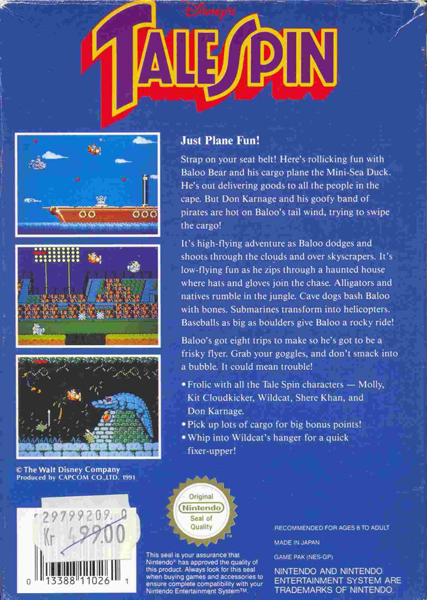 Disney's
TALESPIN
Just Plane Fun!
Strap on your seat belt! Here's rollicking fun with
Baloo Bear and his cargo plane the Mini-Sea Duck.
He's out delivering goods to all the people in the
cape. But Don Karnage and his goofy band of
pirates are hot on Baloo's tail wind, trying to swipe
the cargo!
It's high-flying adventure as Baloo dodges and
shoots through the clouds and over skyscrapers. It's
low-flying fun as he zips through a haunted house
where hats and gloves join the chase. Alligators and
natives rumble in the jungle. Cave dogs bash Baloo
with bones. Submarines transform into helicopters.
Baseballs as big as boulders give Baloo a rocky ride!
Baloo's got eight trips to make so he's got to be a
frisky flyer. Grab your goggles, and don't smack into
a bubble. It could mean trouble!
• Frolic with all the Tale Spin characters — Molly,
Kit Cloudkicker, Wildcat, Shere Khan, and
Don Karnage.
• Pick up lots of cargo for big bonus points!
• Whip into Wildcat's hanger for a quick
fixer-upper!
© The Walt Disney Company
Produced by CAPCOM CO.,LTD. 1991
29799209 0
Kr 499.00
0 13388 11026 1
Original
Nintendo
Seal of
Quality
This seal is your assurance that
Nintendo has approved the quality of
this product. Always look for this seal
when buying games and accessories to
ensure complete compatibility with your
Nintendo Entertainment System™.
RECOMMENDED FOR AGES 6 TO ADULT
MADE IN JAPAN
GAME PAK (NES-GP)
NINTENDO AND NINTENDO
ENTERTAINMENT SYSTEM ARE
TRADEMARKS OF NINTENDO.